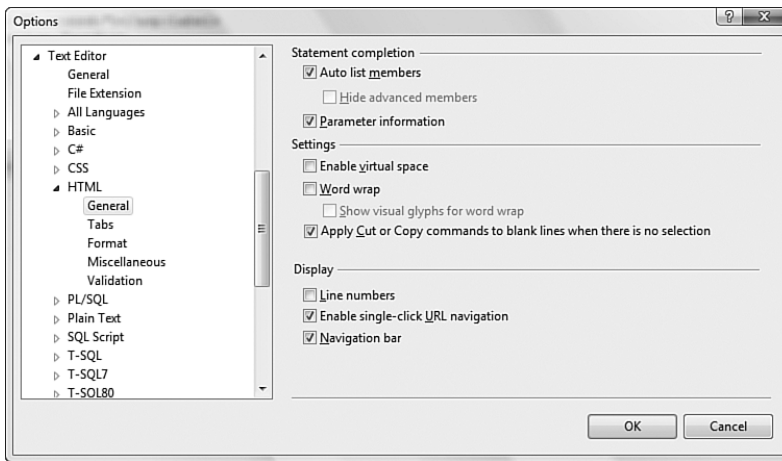 Options
Text Editor
General
File Extension
All Languages
Basic
C#
CSS
HTML
General
Tabs
Format
Miscellaneous
Validation
PL/SQL
Plain Text
SQL Script
T-SQL
T-SQL7
T-SQL80
Statement completion
Auto list members
Hide advanced members
Parameter information
Settings
Enable virtual space
Word wrap
Show visual glyphs for word wrap
Apply Cut or Copy commands to blank lines when there is no selection
Display
Line numbers
Enable single-click URL navigation
Navigation bar
OK
Cancel